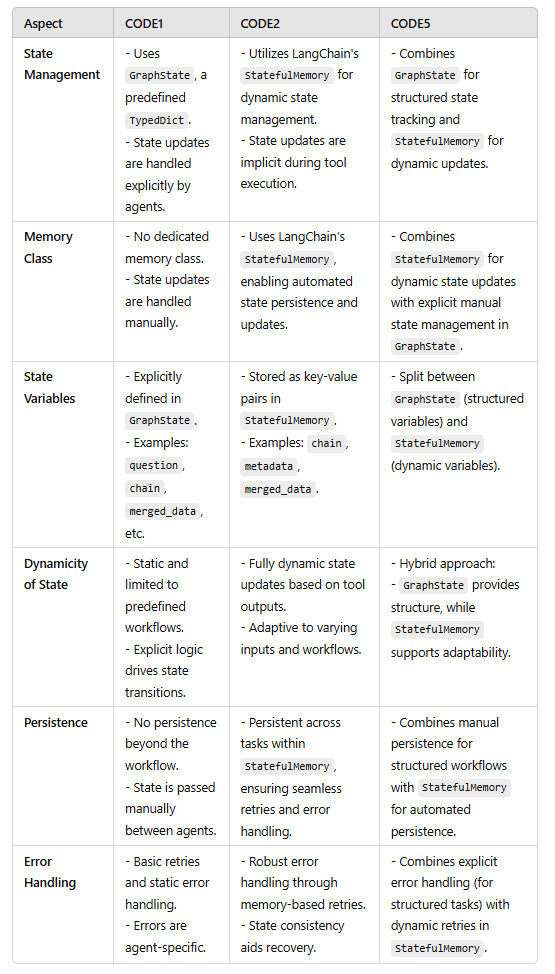 Aspect CODE1 CODE2 CODE5
State
Management
- Uses
GraphState, a
predefined
TypedDict.
- State updates
are handled
explicitly by
agents.
- Utilizes LangChain's
StatefulMemory for
dynamic state
management.
- State updates are
implicit during tool
execution.
- Combines
GraphState for
structured state
tracking and
StatefulMemory for
dynamic updates.
Memory
Class
- No dedicated
memory class.
- State updates
are handled
manually.
- Uses LangChain's
StatefulMemory,
enabling automated
state persistence and
updates.
- Combines
StatefulMemory for
dynamic state updates
with explicit manual
state management in
GraphState.
State
Variables
- Explicitly
defined in
GraphState.
- Examples:
question,
chain,
merged_data,
etc.
- Stored as key-value
pairs in
StatefulMemory.
- Examples: chain,
metadata,
merged_data.
- Split between
GraphState (structured
variables) and
StatefulMemory
(dynamic variables).
Dynamicity
of State
- Static and
limited to
predefined
workflows.
- Explicit logic
drives state
transitions.
- Fully dynamic state
updates based on tool
outputs.
- Adaptive to varying
inputs and workflows.
- Hybrid approach:
- GraphState provides
structure, while
StatefulMemory
supports adaptability.
Persistence
- No persistence
beyond the
workflow.
- State is passed
manually
between agents.
- Persistent across
tasks within
StatefulMemory,
ensuring seamless
retries and error
handling.
- Combines manual
persistence for
structured workflows
with StatefulMemory
for automated
persistence.
Error
Handling
- Basic retries
and static error
handling.
- Errors are
agent-specific.
- Robust error
handling through
memory-based retries.
- State consistency
aids recovery.
- Combines explicit
error handling (for
structured tasks) with
dynamic retries in
StatefulMemory.